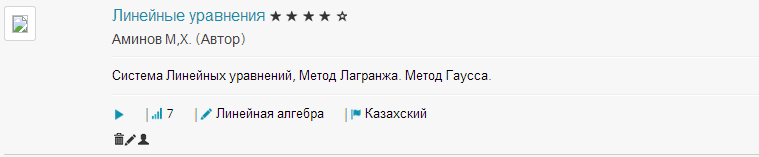 Линейные уравнения ★ ★ ★ ★ ☆
Аминов М,Х. (Автор)
Система Линейных уравнений, Метод Лагранжа. Метод Гаусса.
7 Линейная алгебра Казахский